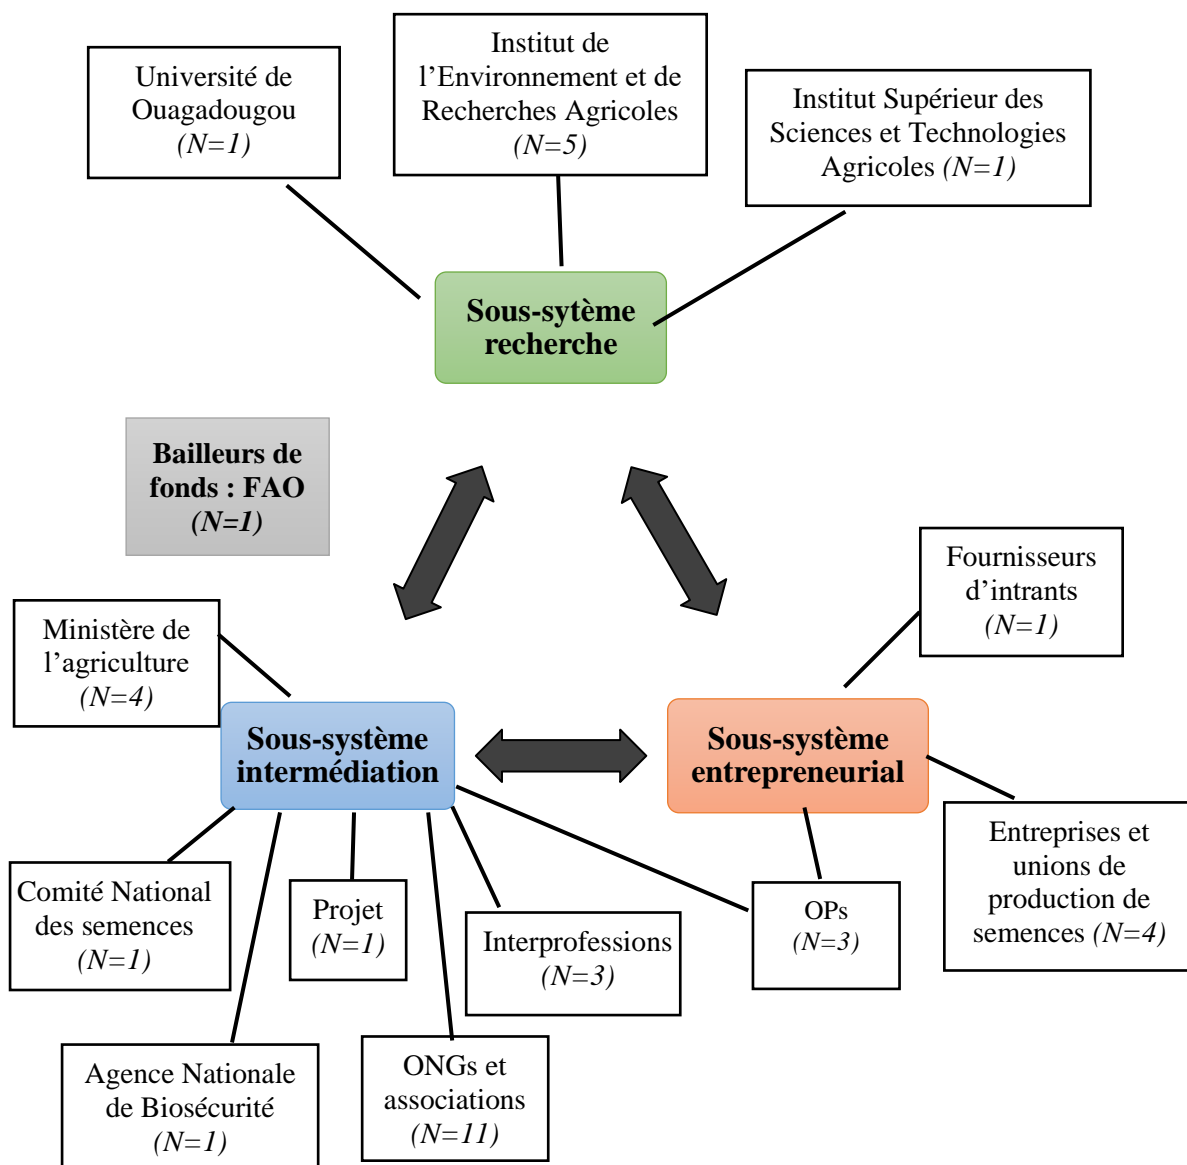 Université de
Ouagadougou
(N=1)
Institut de
l’Environnement et de
Recherches Agricoles
(N=5)
Institut Supérieur des
Sciences et Technologies
Agricoles (N=1)
Sous-sytème
recherche
Bailleurs de
fonds : FAO
(N=1)
Fournisseurs
d’intrants
(N=1)
Ministère de
l’agriculture
(N=4)
Sous-système
intermédiation
Sous-système
entrepreneurial
Comité National
des semences
(N=1)
Projet
(N=1)
Interprofessions
(N=3)
OPs
(N=3)
Entreprises et
unions de
production de
semences (N=4)
Agence Nationale
de Biosécurité
(N=1)
ONGs et
associations
(N=11)